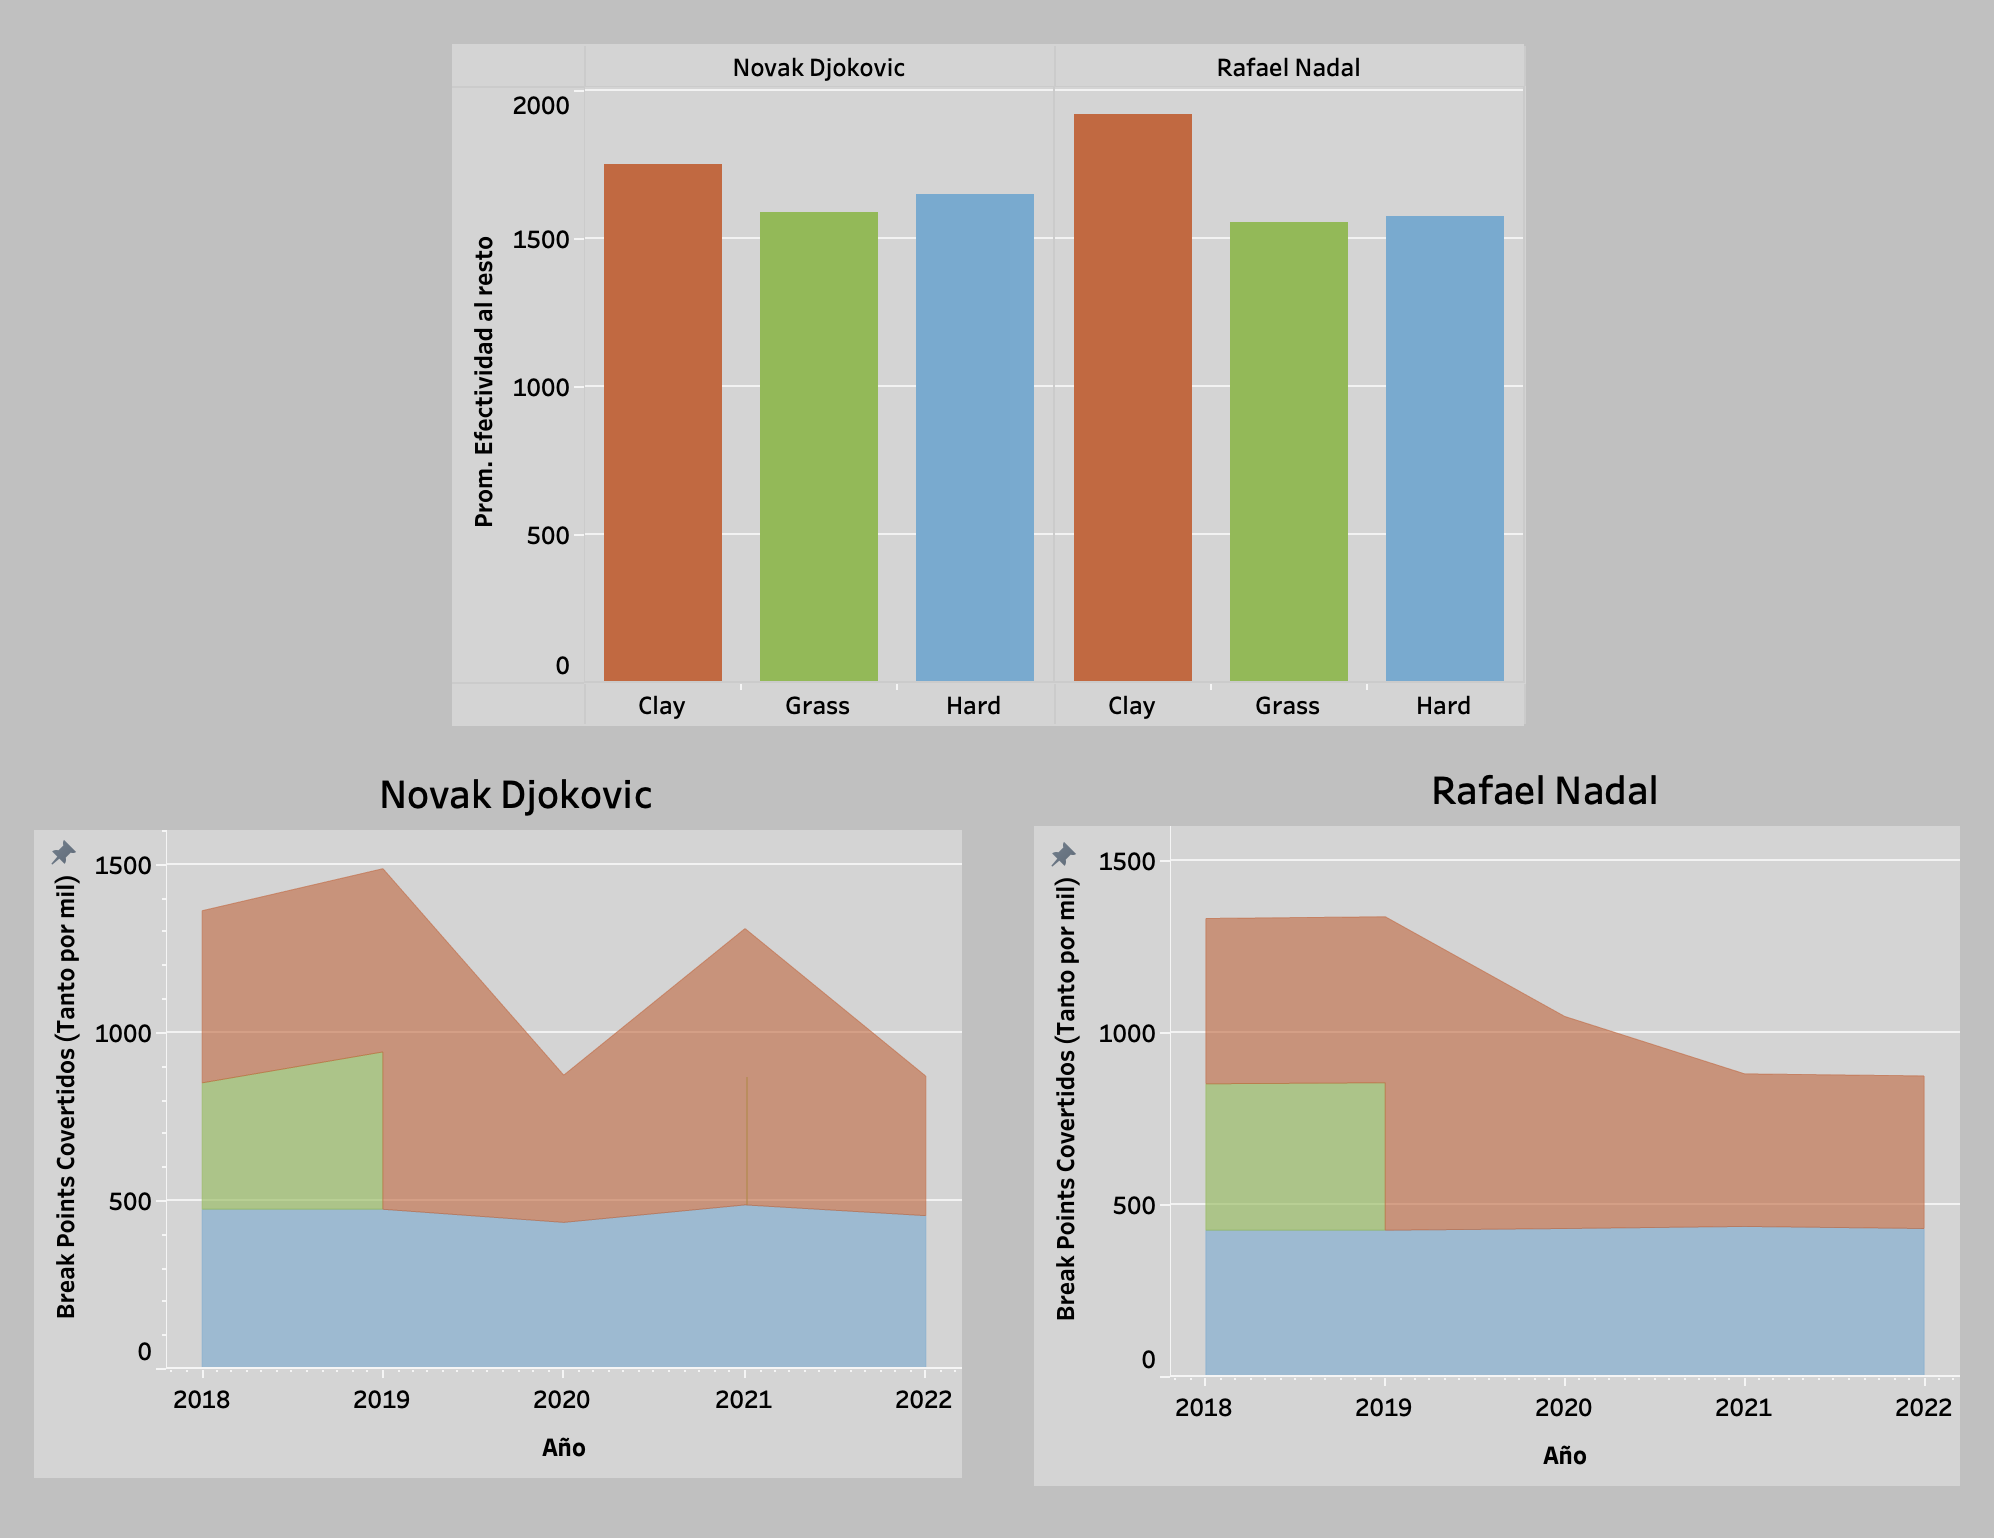 Novak Djokovic
Rafael Nadal
Prom. Efectividad al resto
2000
1500
1000
500
0
Clay
Grass
Hard
Clay
Grass
Hard
Novak Djokovic
Break Points Covertidos (Tanto por mil)
1500
1000
500
0
2018
2019
2020
2021
2022
Año
Rafael Nadal
Break Points Covertidos (Tanto por mil)
1500
1000
500
0
2018
2019
2020
2021
2022
Año